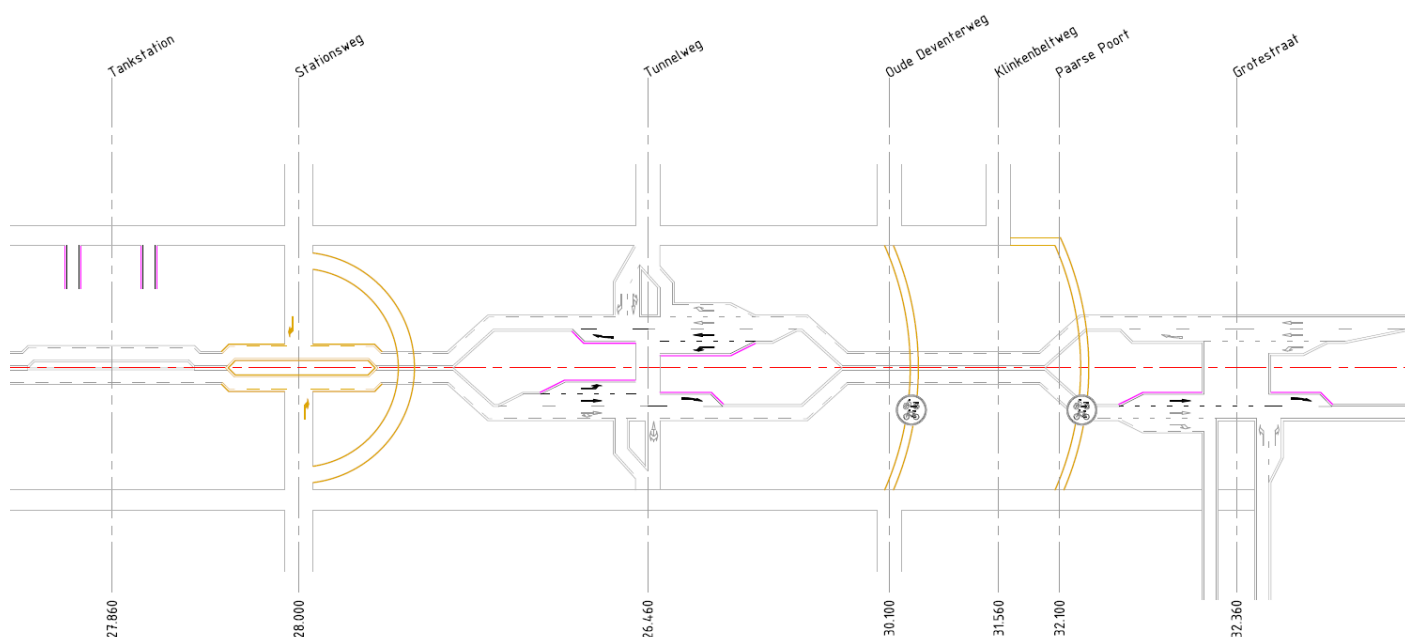 Tankstation
Stationsweg
Tunnelweg
Oude Deventerweg
Klinkenbeltweg
Paarse Poort
Grotestraat
27.860
28.000
26.460
30.100
31.560
32.100
32.360